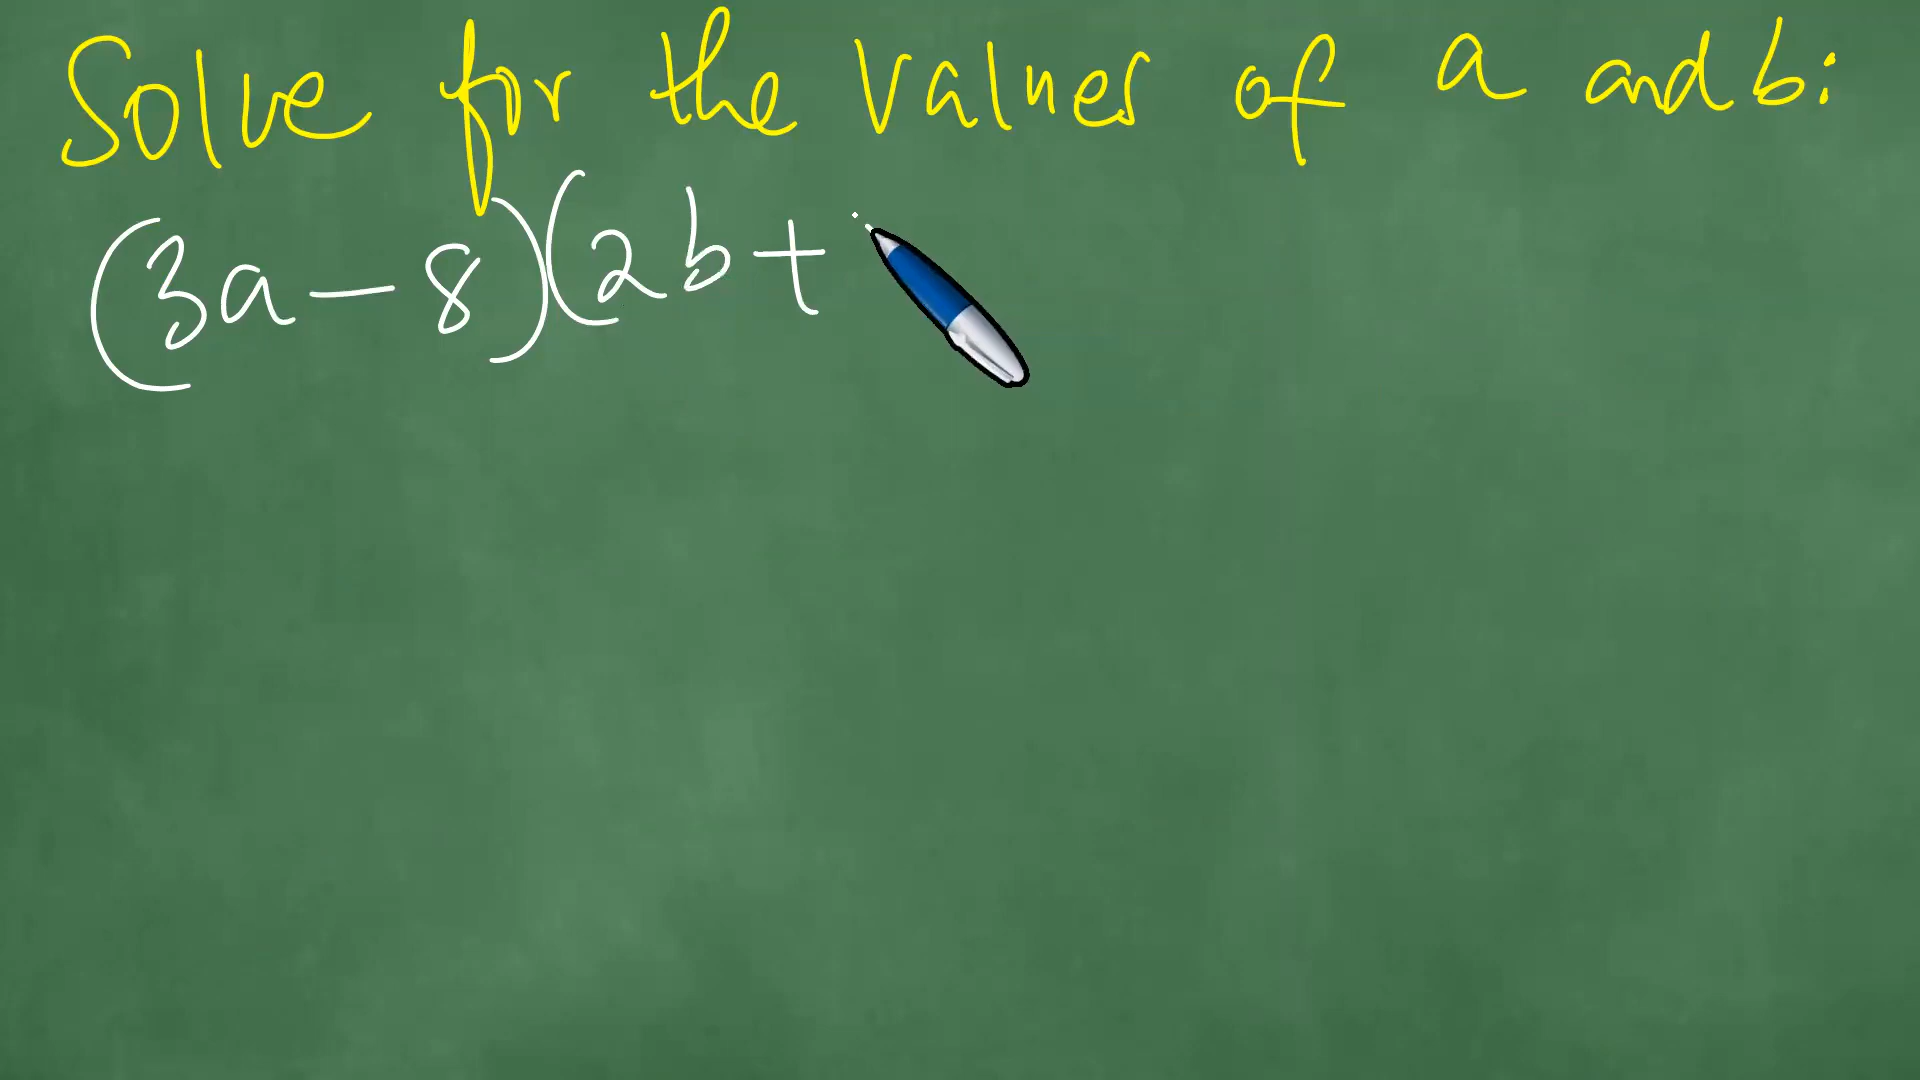 Solve for the values of a and b:
(3a-8)(2b+